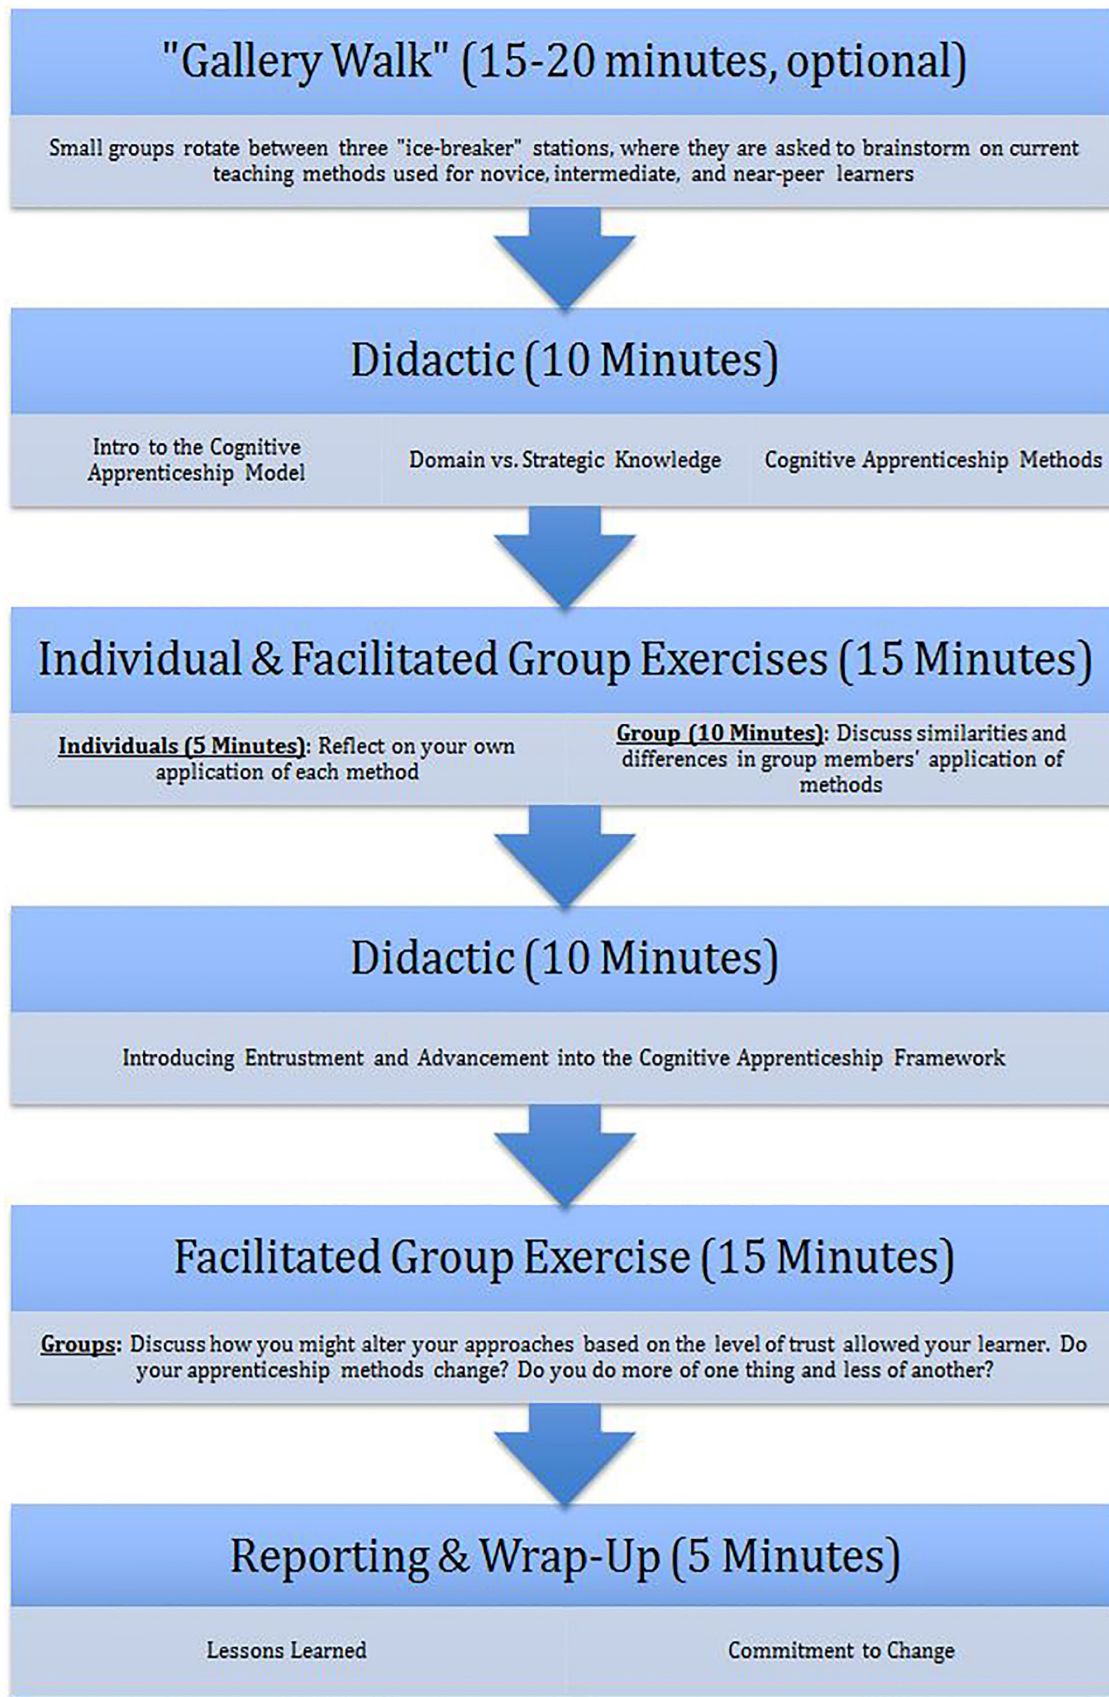 "Gallery Walk" (15-20 minutes, optional)
Small groups rotate between three "ice-breaker" stations, where they are asked to brainstorm on current
teaching methods used for novice, intermediate, and near-peer learners
Didactic (10 Minutes)
Intro to the Cognitive
Apprenticeship Model
Domain vs. Strategic Knowledge
Cognitive Apprenticeship Methods
Individual & Facilitated Group Exercises (15 Minutes)
Individuals (5 Minutes): Reflect on your own
application of each method
Group (10 Minutes): Discuss similarities and
differences in group members' application of
methods
Didactic (10 Minutes)
Introducing Entrustment and Advancement into the Cognitive Apprenticeship Framework
Facilitated Group Exercise (15 Minutes)
Groups: Discuss how you might alter your approaches based on the level of trust allowed your learner. Do
your apprenticeship methods change? Do you do more of one thing and less of another?
Reporting & Wrap-Up (5 Minutes)
Lessons Learned
Commitment to Change